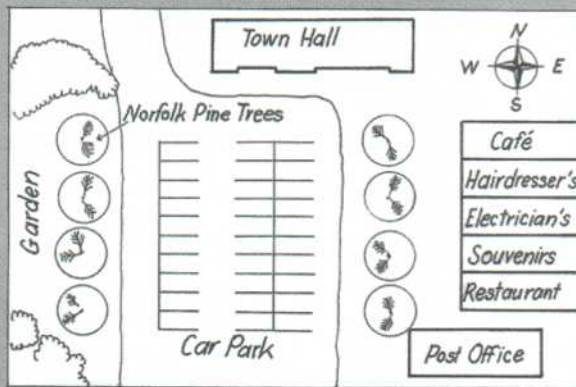 Town Hall
N
W E
S
Norfolk Pine Trees
Café
Hairdresser's
Electrician's
Souvenirs
Restaurant
Garden
Car Park
Post Office